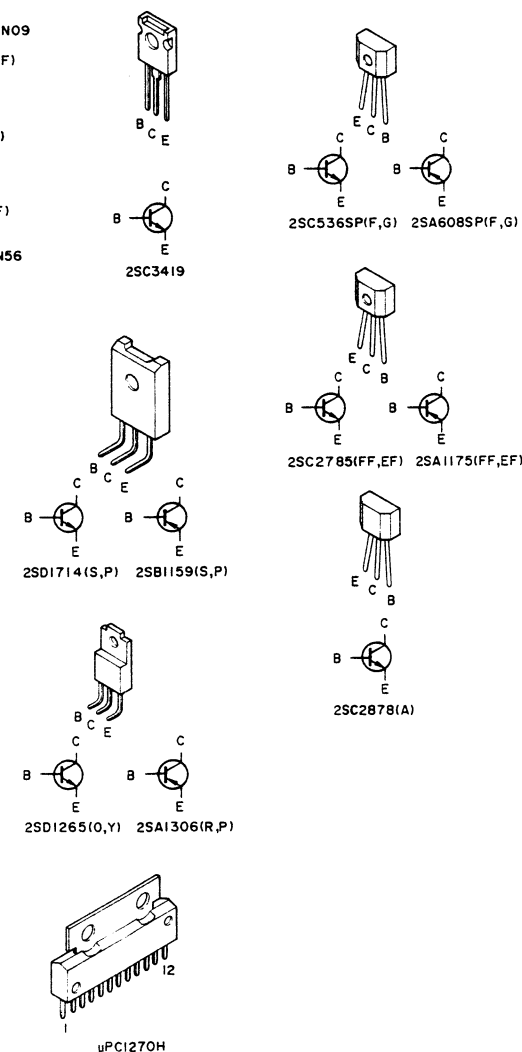 N09
F)
)
F)
N56
B C E
C
B
E
2SC3419
E C B
C
B
E
C
B
E
2SC536SP(F,G) 2SA608SP(F,G)
E C B
C
B
E
C
B
E
2SC2785(FF,EF) 2SA1175(FF,EF)
B C E
C
B
E
C
B
E
2SD1714(S,P) 2SB1159(S,P)
E C B
C
B
E
2SC2878(A)
B C E
C
B
E
C
B
E
2SD1265(O,Y) 2SA1306(R,P)
12
1
uPC1270H